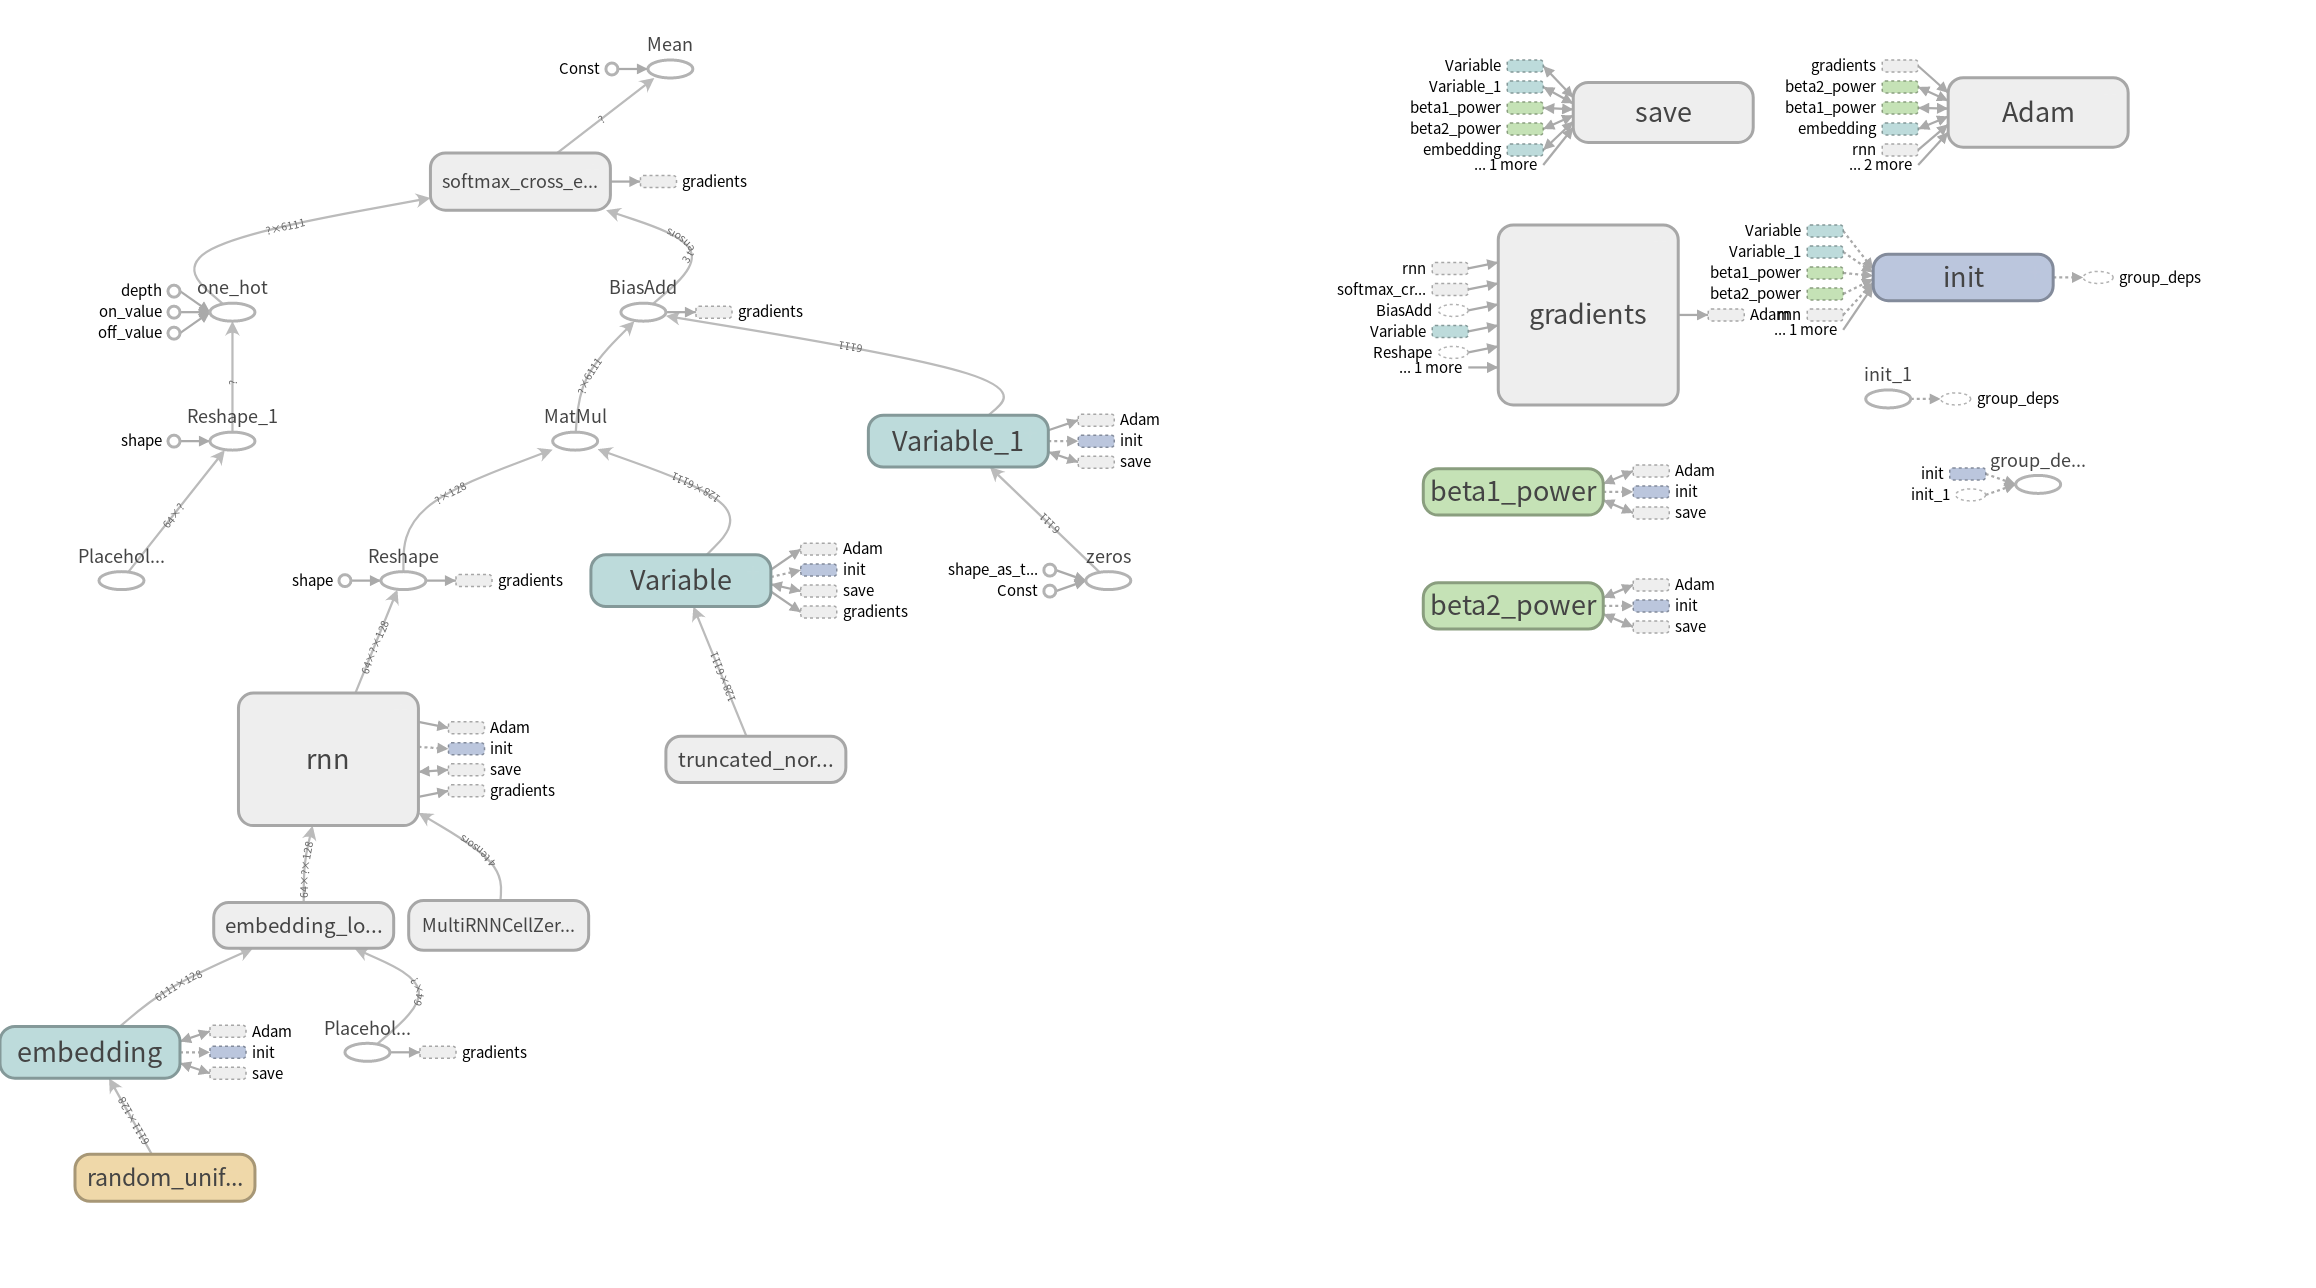 Mean
Const
?
softmax_cross_e...
gradients
?×6111
3 tensors
one_hot
depth
on_value
off_value
BiasAdd
gradients
?
?×6111
6111
Reshape_1
shape
MatMul
Variable_1
Adam
init
save
64×?
?×128
128×6111
6111
Placehol...
Reshape
shape
gradients
Variable
Adam
init
save
gradients
zeros
shape_as_t...
Const
64×?×128
128×6111
rnn
Adam
init
save
gradients
truncated_nor...
64×?×128
4 tensors
embedding_lo...
MultiRNNCellZer...
6111×128
64×?
embedding
Adam
init
save
Placehol...
gradients
6111×128
random_unif...
Variable
Variable_1
beta1_power
beta2_power
embedding
... 1 more
save
gradients
beta2_power
beta1_power
embedding
rnn
... 2 more
Adam
rnn
softmax_cr...
BiasAdd
Variable
Reshape
... 1 more
gradients
Adam
Variable
Variable_1
beta1_power
beta2_power
rnn
... 1 more
init
group_deps
init_1
group_deps
group_de...
init
init_1
beta1_power
Adam
init
save
beta2_power
Adam
init
save